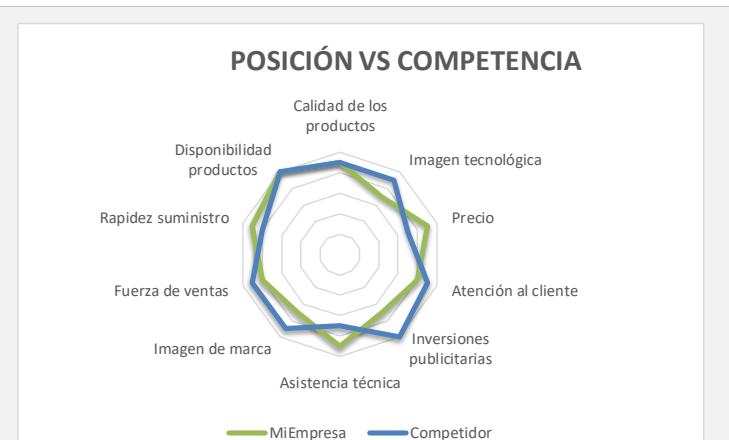 POSICIÓN VS COMPETENCIA
Calidad de los
productos
Imagen tecnológica
Precio
Atención al cliente
Inversiones
publicitarias
Asistencia técnica
Imagen de marca
Fuerza de ventas
Rapidez suministro
Disponibilidad
productos
MiEmpresa
Competidor